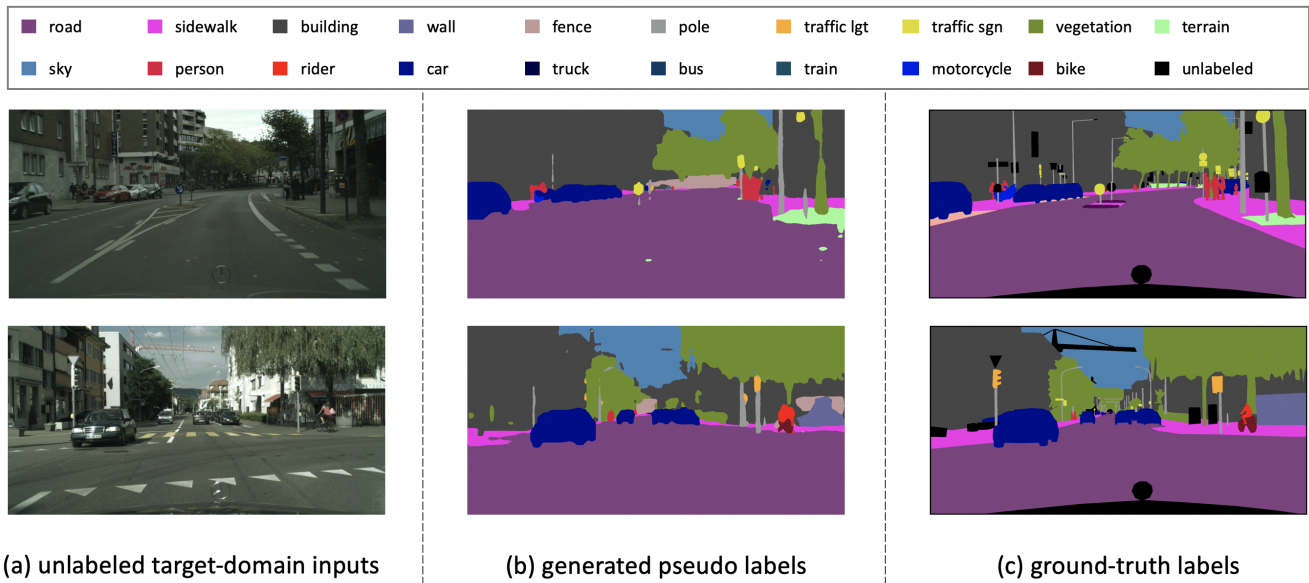 road sidewalk building wall fence pole traffic lgt traffic sgn vegetation terrain
sky person rider car truck bus train motorcycle bike unlabeled
(a) unlabeled target-domain inputs (b) generated pseudo labels (c) ground-truth labels